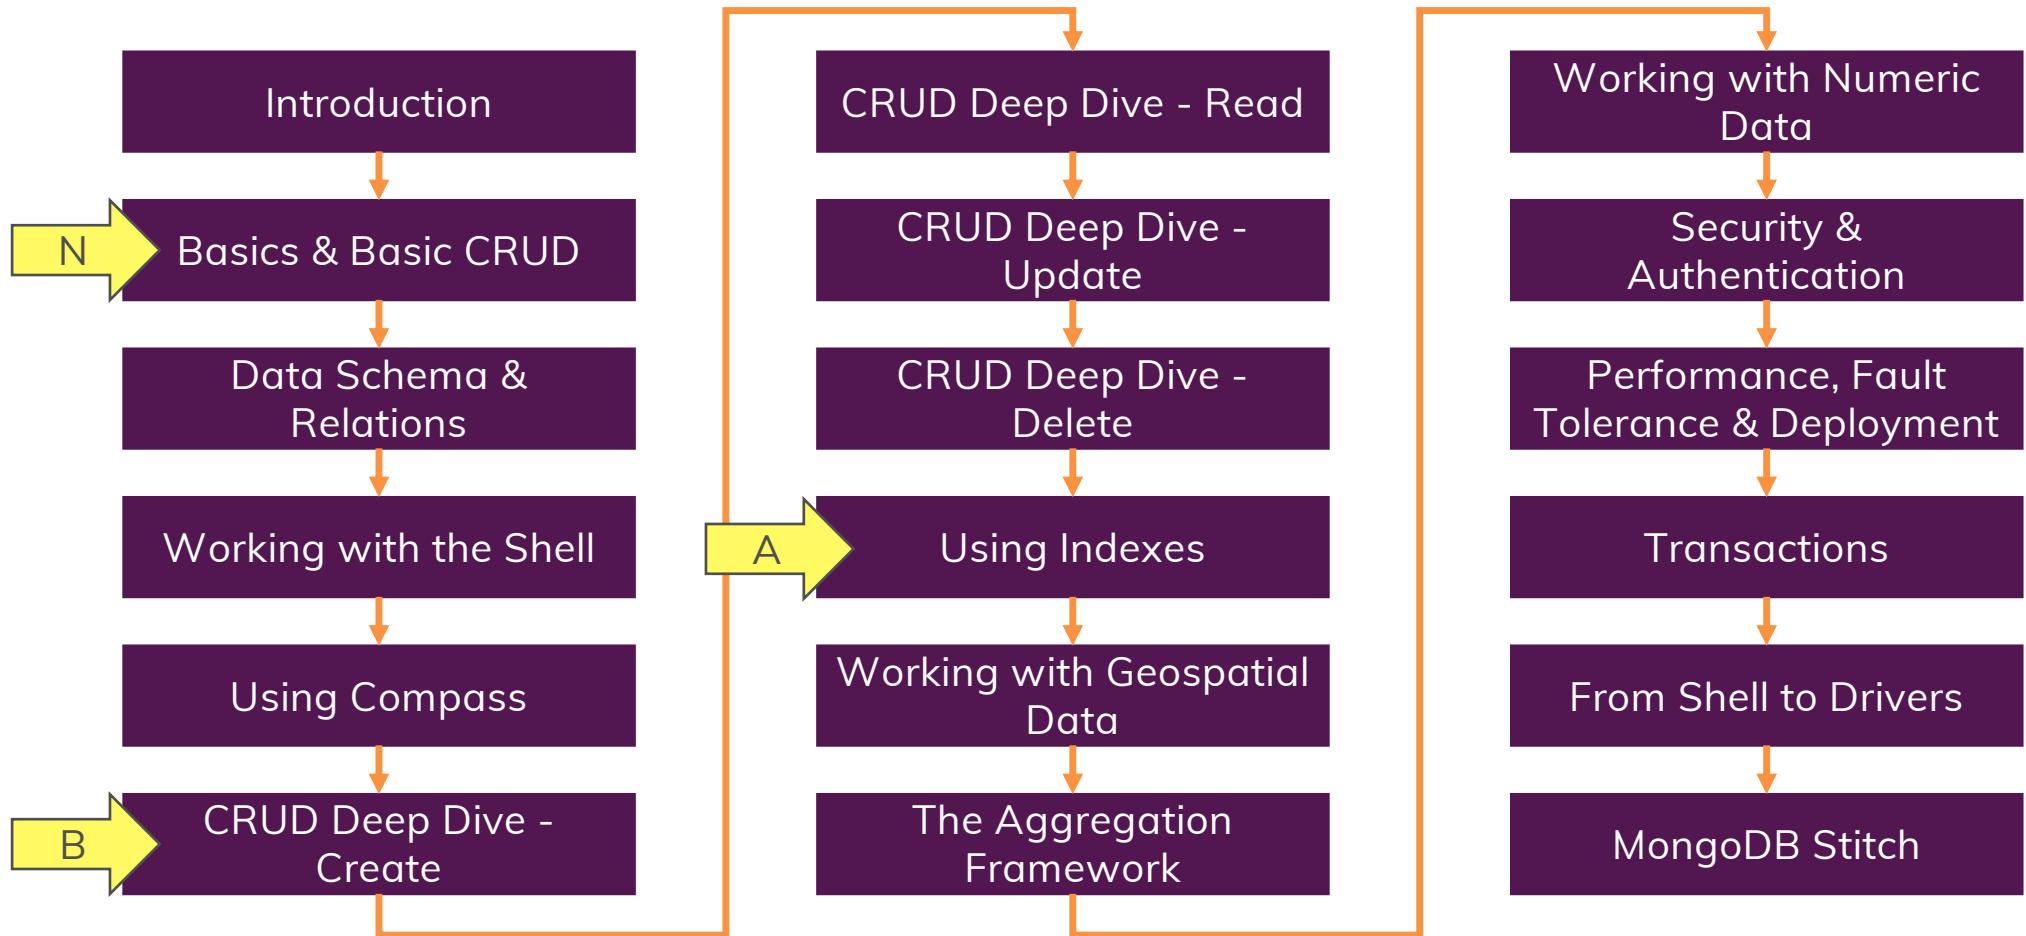 Introduction
N
Basics & Basic CRUD
Data Schema &
Relations
Working with the Shell
Using Compass
B
CRUD Deep Dive -
Create
CRUD Deep Dive - Read
CRUD Deep Dive -
Update
CRUD Deep Dive -
Delete
A
Using Indexes
Working with Geospatial
Data
The Aggregation
Framework
Working with Numeric
Data
Security &
Authentication
Performance, Fault
Tolerance & Deployment
Transactions
From Shell to Drivers
MongoDB Stitch